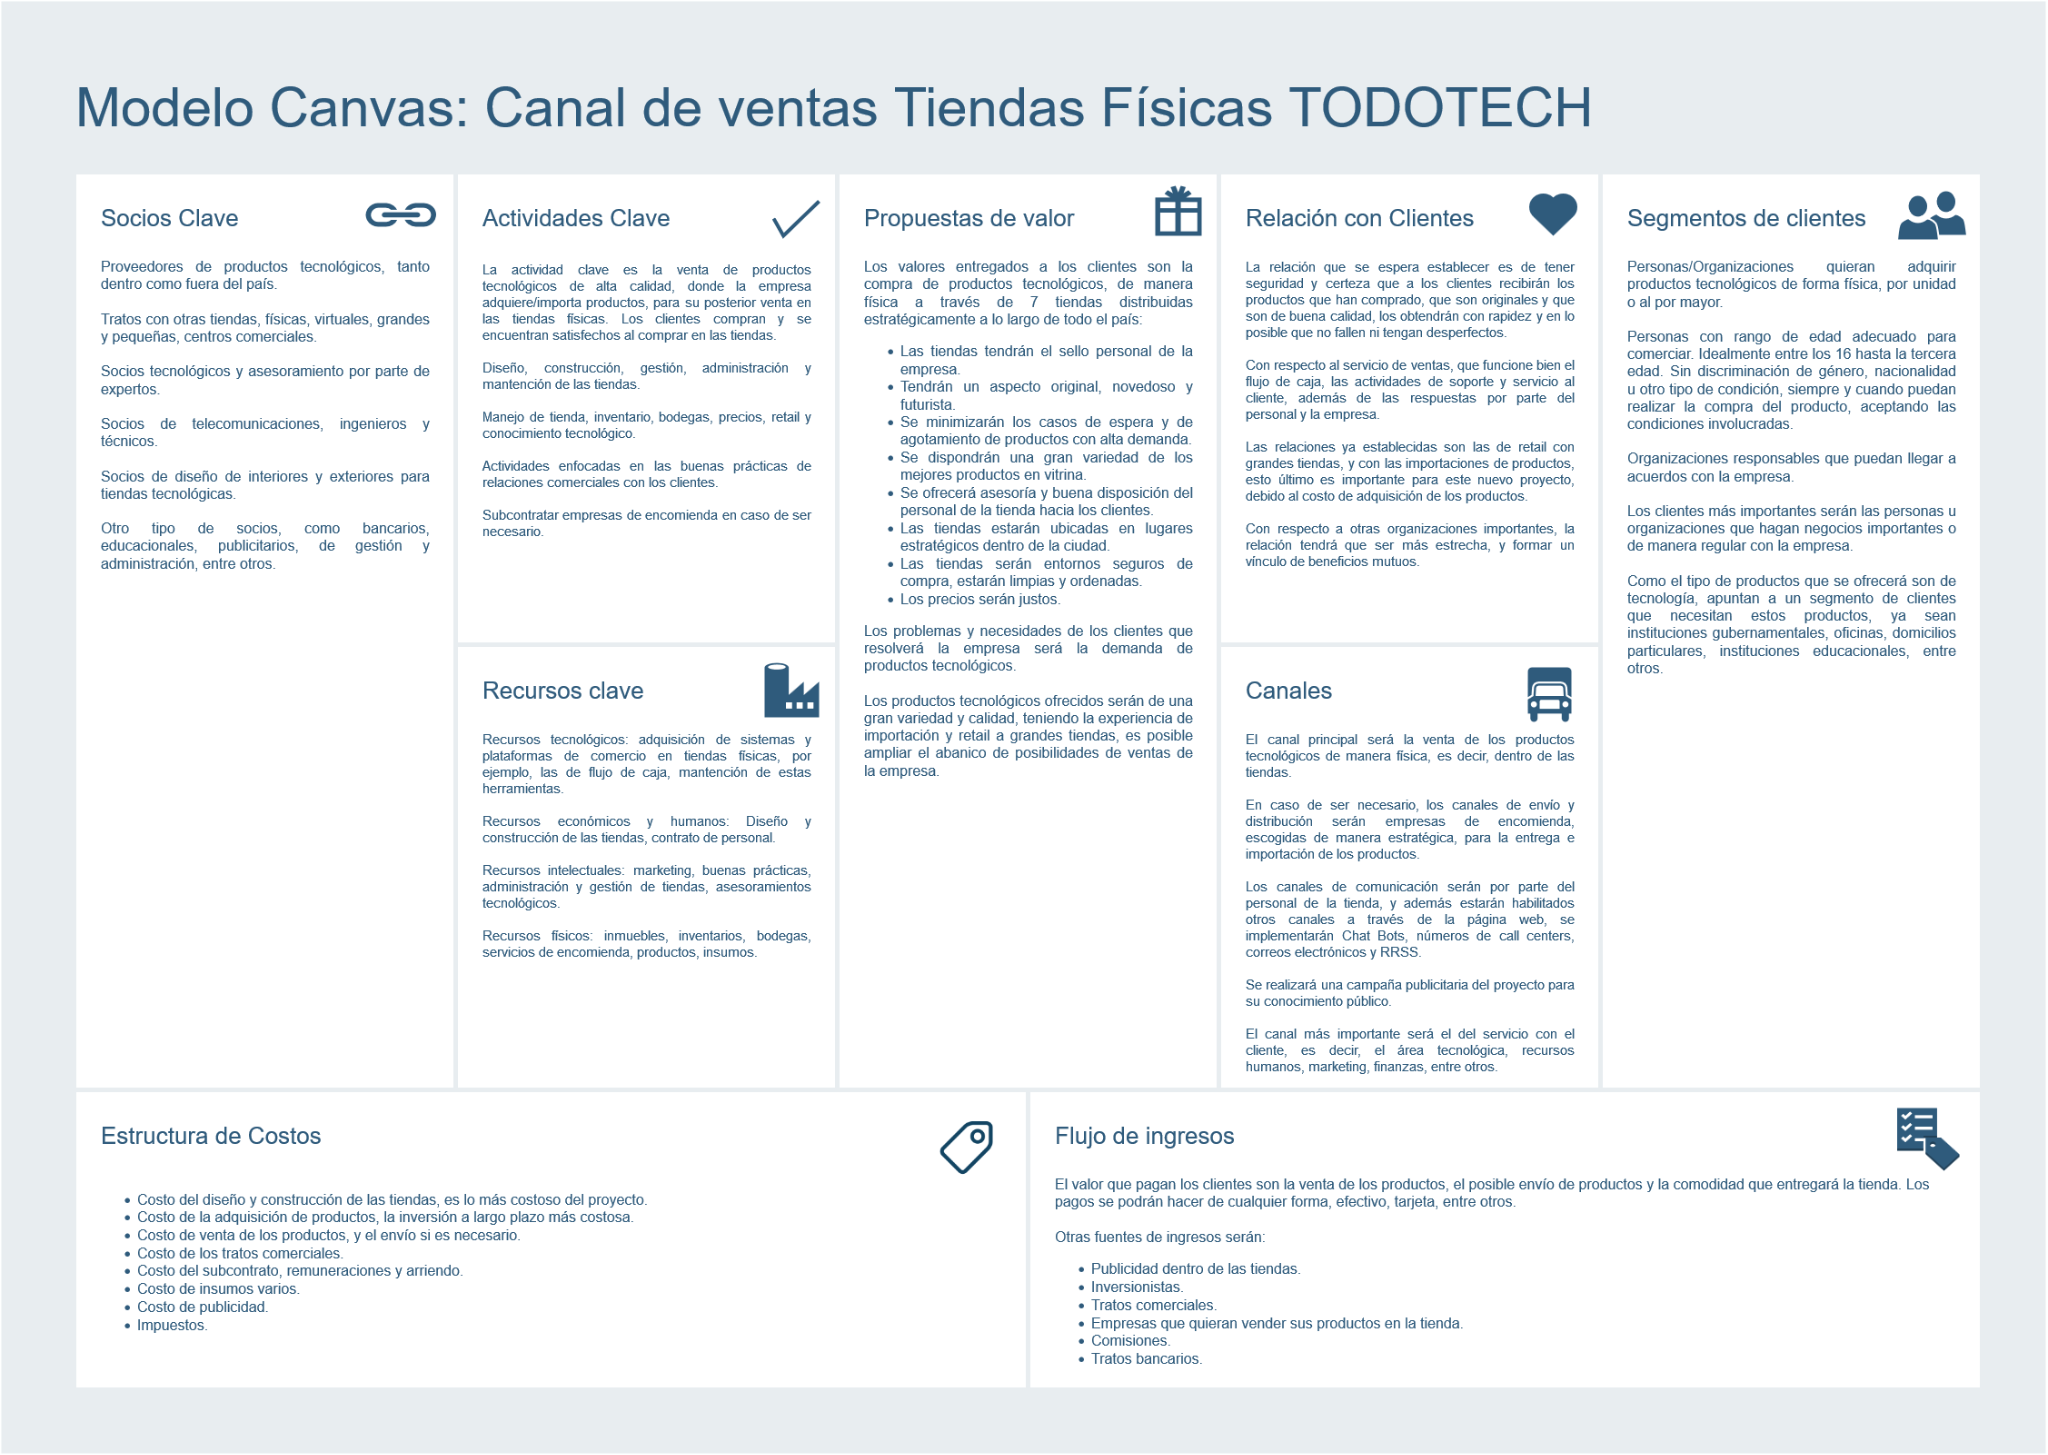 Modelo Canvas: Canal de ventas Tiendas Físicas TODOTECH
Socios Clave
Proveedores de productos tecnológicos, tanto
dentro como fuera del país.
Tratos con otras tiendas, físicas, virtuales, grandes
y pequeñas, centros comerciales.
Socios tecnológicos y asesoramiento por parte de
expertos.
Socios de telecomunicaciones, ingenieros y
técnicos.
Socios de diseño de interiores y exteriores para
tiendas tecnológicas.
Otro tipo de socios, como bancarios,
educacionales, publicitarios, de gestión y
administración, entre otros.
Actividades Clave
La actividad clave es la venta de productos
tecnológicos de alta calidad, donde la empresa
adquiere/importa productos, para su posterior venta en
las tiendas físicas. Los clientes compran y se
encuentran satisfechos al comprar en las tiendas.
Diseño, construcción, gestión, administración y
mantención de las tiendas.
Manejo de tienda, inventario, bodegas, precios, retail y
conocimiento tecnológico.
Actividades enfocadas en las buenas prácticas de
relaciones comerciales con los clientes.
Subcontratar empresas de encomienda en caso de ser
necesario.
Recursos clave
Recursos tecnológicos: adquisición de sistemas y
plataformas de comercio en tiendas físicas, por
ejemplo, las de flujo de caja, mantención de estas
herramientas.
Recursos económicos y humanos: Diseño y
construcción de las tiendas, contrato de personal.
Recursos intelectuales: marketing, buenas prácticas,
administración y gestión de tiendas, asesoramientos
tecnológicos.
Recursos físicos: inmuebles, inventarios, bodegas,
servicios de encomienda, productos, insumos.
Propuestas de valor
Los valores entregados a los clientes son la
compra de productos tecnológicos, de manera
física a través de 7 tiendas distribuidas
estratégicamente a lo largo de todo el país:
• Las tiendas tendrán el sello personal de la
empresa.
• Tendrán un aspecto original, novedoso y
futurista.
• Se minimizarán los casos de espera y de
agotamiento de productos con alta demanda.
• Se dispondrán una gran variedad de los
mejores productos en vitrina.
• Se ofrecerá asesoría y buena disposición del
personal de la tienda hacia los clientes.
• Las tiendas estarán ubicadas en lugares
estratégicos dentro de la ciudad.
• Las tiendas serán entornos seguros de
compra, estarán limpias y ordenadas.
• Los precios serán justos.
Los problemas y necesidades de los clientes que
resolverá la empresa será la demanda de
productos tecnológicos.
Los productos tecnológicos ofrecidos serán de una
gran variedad y calidad, teniendo la experiencia de
importación y retail a grandes tiendas, es posible
ampliar el abanico de posibilidades de ventas de
la empresa.
Relación con Clientes
La relación que se espera establecer es de tener
seguridad y certeza que a los clientes recibirán los
productos que han comprado, que son originales y que
son de buena calidad, los obtendrán con rapidez y en lo
posible que no fallen ni tengan desperfectos.
Con respecto al servicio de ventas, que funcione bien el
flujo de caja, las actividades de soporte y servicio al
cliente, además de las respuestas por parte del
personal y la empresa.
Las relaciones ya establecidas son las de retail con
grandes tiendas, y con las importaciones de productos,
esto último es importante para este nuevo proyecto,
debido al costo de adquisición de los productos.
Con respecto a otras organizaciones importantes, la
relación tendrá que ser más estrecha, y formar un
vínculo de beneficios mutuos.
Canales
El canal principal será la venta de los productos
tecnológicos de manera física, es decir, dentro de las
tiendas.
En caso de ser necesario, los canales de envío y
distribución serán empresas de encomienda,
escogidas de manera estratégica, para la entrega e
importación de los productos.
Los canales de comunicación serán por parte del
personal de la tienda, y además estarán habilitados
otros canales a través de la página web, se
implementarán Chat Bots, números de call centers,
correos electrónicos y RRSS.
Se realizará una campaña publicitaria del proyecto para
su conocimiento público.
El canal más importante será el del servicio con el
cliente, es decir, el área tecnológica, recursos
humanos, marketing, finanzas, entre otros.
Segmentos de clientes
Personas/Organizaciones quieran adquirir
productos tecnológicos de forma física, por unidad
o al por mayor.
Personas con rango de edad adecuado para
comerciar. Idealmente entre los 16 hasta la tercera
edad. Sin discriminación de género, nacionalidad
u otro tipo de condición, siempre y cuando puedan
realizar la compra del producto, aceptando las
condiciones involucradas.
Organizaciones responsables que puedan llegar a
acuerdos con la empresa.
Los clientes más importantes serán las personas u
organizaciones que hagan negocios importantes o
de manera regular con la empresa.
Como el tipo de productos que se ofrecerá son de
tecnología, apuntan a un segmento de clientes
que necesitan estos productos, ya sean
instituciones gubernamentales, oficinas, domicilios
particulares, instituciones educacionales, entre
otros.
Estructura de Costos
• Costo del diseño y construcción de las tiendas, es lo más costoso del proyecto.
• Costo de la adquisición de productos, la inversión a largo plazo más costosa.
• Costo de venta de los productos, y el envío si es necesario.
• Costo de los tratos comerciales.
• Costo del subcontrato, remuneraciones y arriendo.
• Costo de insumos varios.
• Costo de publicidad.
• Impuestos.
Flujo de ingresos
El valor que pagan los clientes son la venta de los productos, el posible envío de productos y la comodidad que entregará la tienda. Los
pagos se podrán hacer de cualquier forma, efectivo, tarjeta, entre otros.
Otras fuentes de ingresos serán:
• Publicidad dentro de las tiendas.
• Inversionistas.
• Tratos comerciales.
• Empresas que quieran vender sus productos en la tienda.
• Comisiones.
• Tratos bancarios.